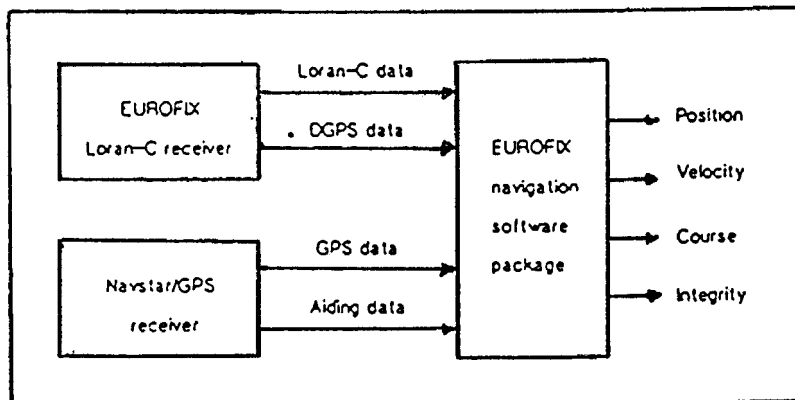 EUROFIX
Loran-C receiver
Loran-C data
DGPS data
Navstar/GPS
receiver
GPS data
Aiding data
EUROFIX
navigation
software
package
Position
Velocity
Course
Integrity